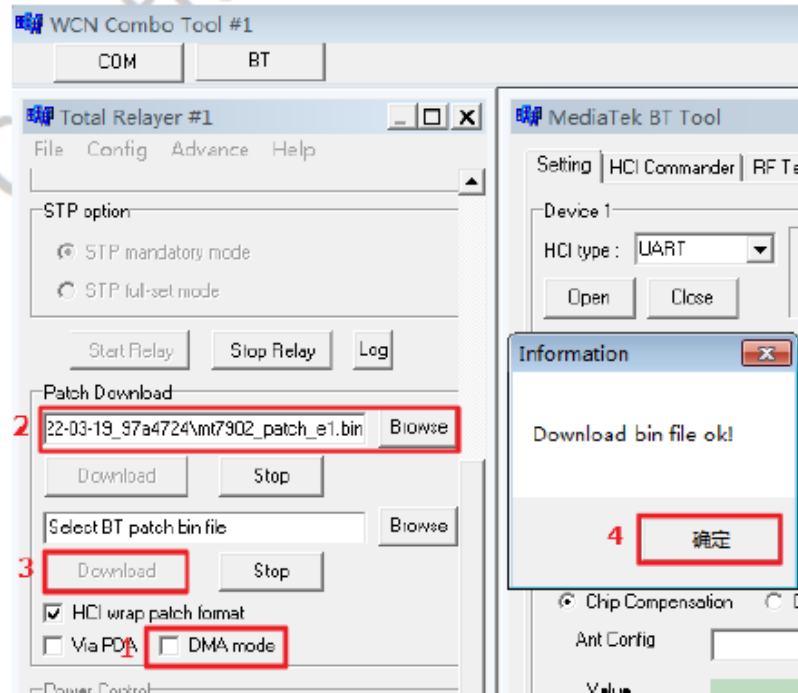 WCN Combo Tool #1
COM BT
Total Relayer #1
File Config Advance Help
STP option
STP mandatory mode
STP full-set mode
Start Relay Stop Relay Log
Patch Download
2 22-03-19_97a4724\mt7902_patch_e1.bin Browse
Download Stop
Select BT patch bin file Browse
3 Download Stop
HCI wrap patch format
Via PDA 1 DMA mode
Power Control
MediaTek BT Tool
Setting HCI Commander RF Te
Device 1
HCI type : UART
Open Close
Information
Download bin file ok!
4 确定
Chip Compensation
Ant Config
Value